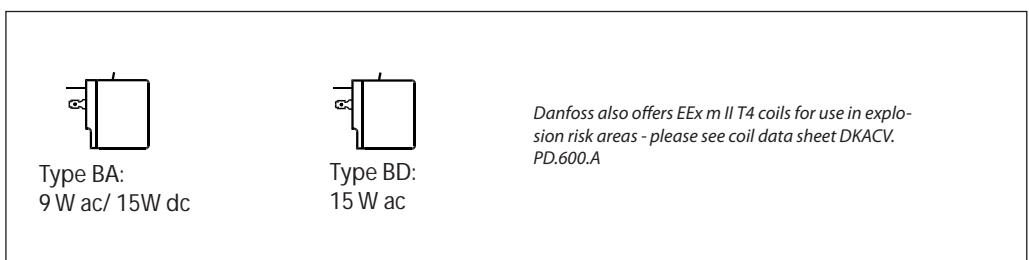 Type BA:
9 W ac/ 15W dc
Type BD:
15 W ac
Danfoss also offers EEx m II T4 coils for use in explo-
sion risk areas - please see coil data sheet DKACV.
PD.600.A